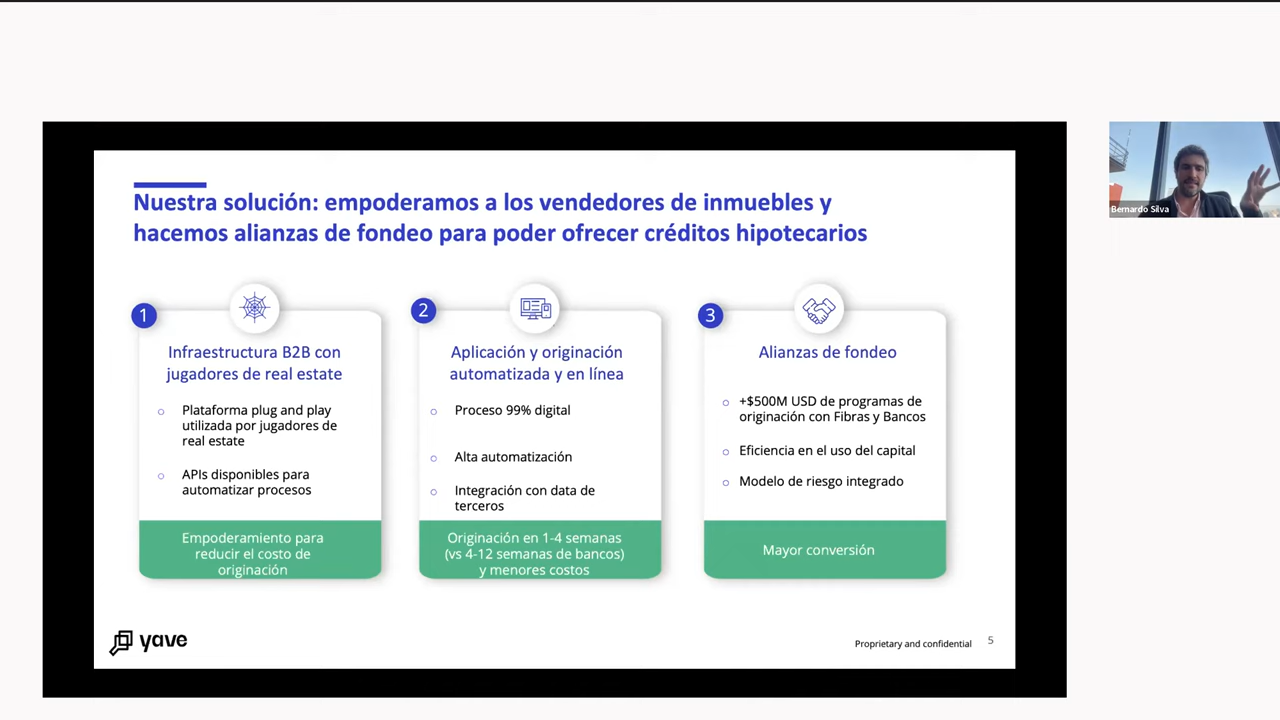 Nuestra solución: empoderamos a los vendedores de inmuebles y
hacemos alianzas de fondeo para poder ofrecer créditos hipotecarios
1
Infraestructura B2B con
jugadores de real estate
Plataforma plug and play
utilizada por jugadores de
real estate
APIs disponibles para
automatizar procesos
Empoderamiento para
reducir el costo de
originación
2
Aplicación y originación
automatizada y en línea
Proceso 99% digital
Alta automatización
Integración con data de
terceros
Originación en 1-4 semanas
(vs 4-12 semanas de bancos)
y menores costos
3
Alianzas de fondeo
+$500M USD de programas de
originación con Fibras y Bancos
Eficiencia en el uso del capital
Modelo de riesgo integrado
Mayor conversión
yave
Proprietary and confidential
5
Bernardo Silva